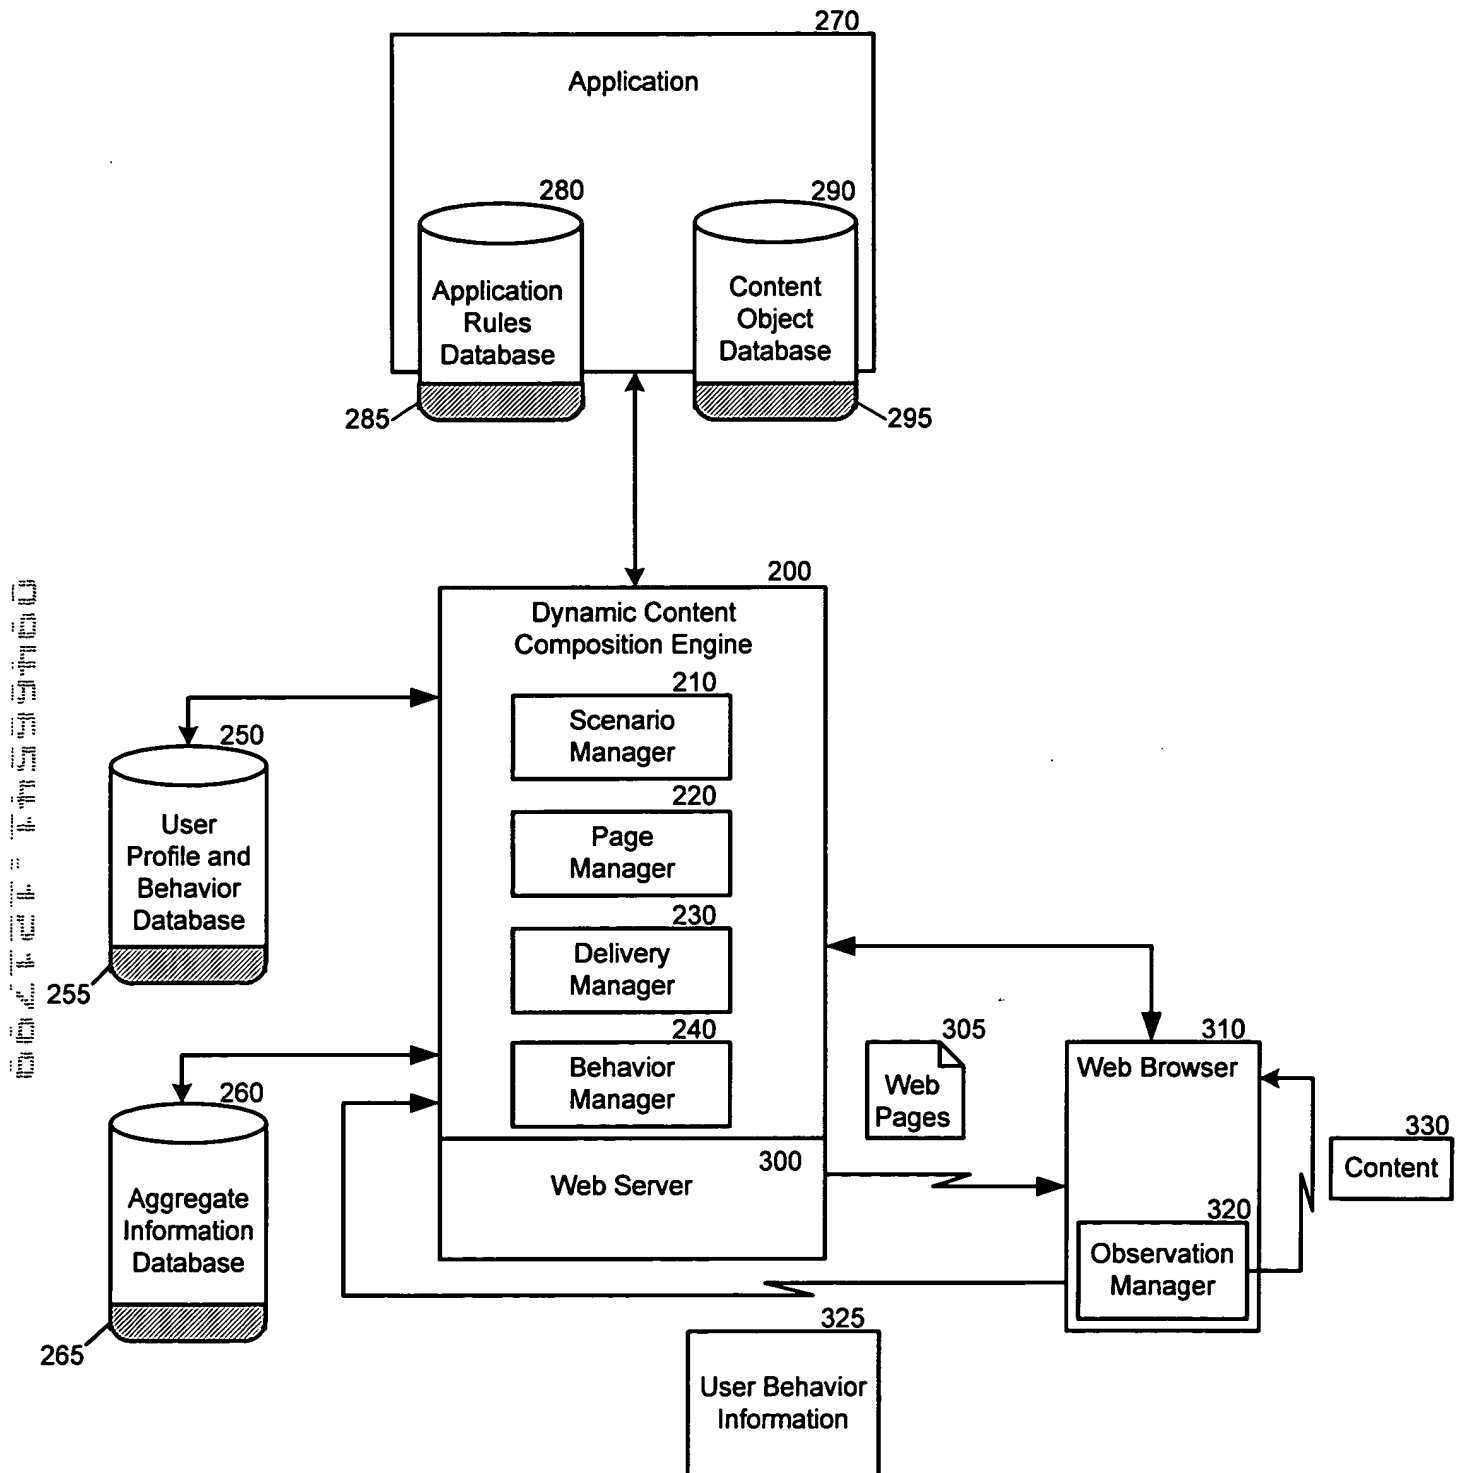 270
Application
280
290
Application
Rules
Database
Content
Object
Database
285
295
200
Dynamic Content
Composition Engine
210
Scenario
Manager
250
User
Profile and
Behavior
Database
220
Page
Manager
230
Delivery
Manager
255
240
Behavior
Manager
305
Web
Pages
310
Web Browser
260
Aggregate
Information
Database
300
Web Server
330
Content
320
Observation
Manager
265
325
User Behavior
Information